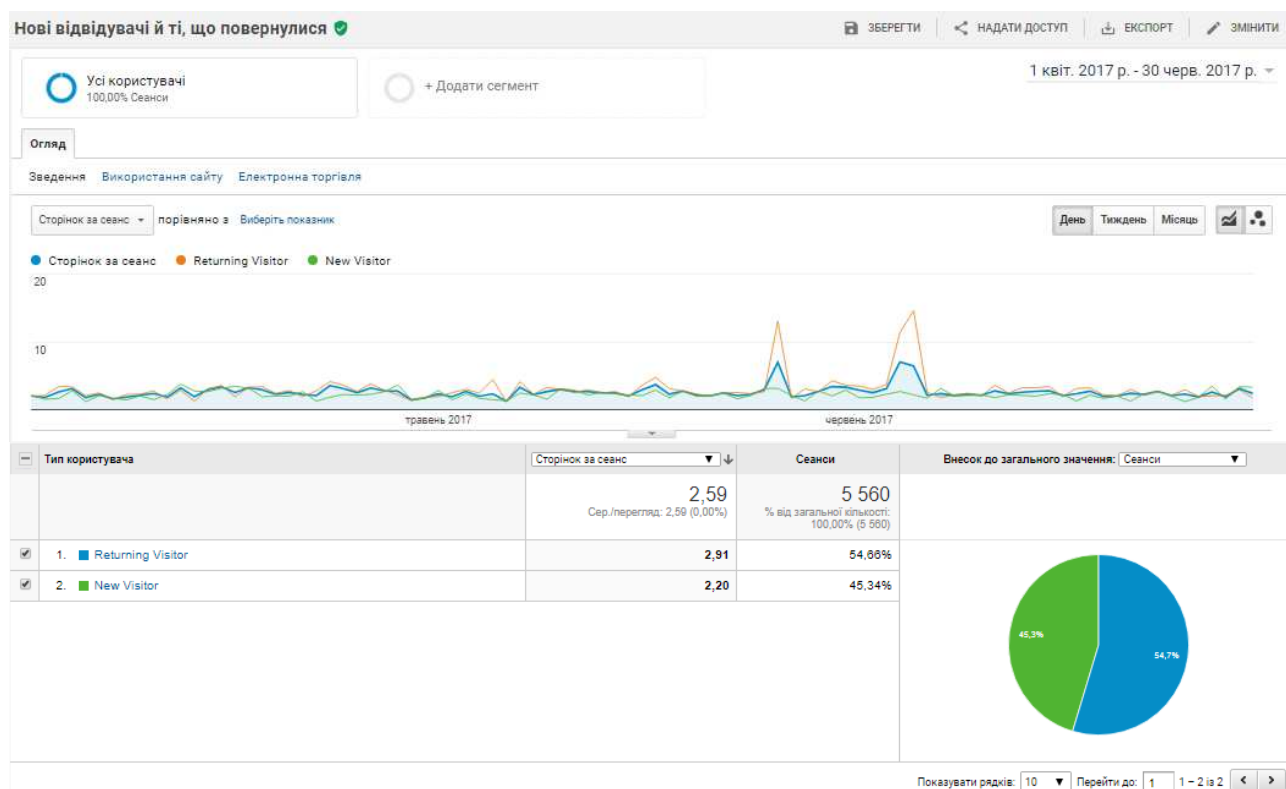 Нові відвідувачі й ті, що повернулися
ЗБЕРЕГТИ НАДАТИ ДОСТУП ЕКСПОРТ ЗМІНИТИ
Усі користувачі
100,00% Сеанси
+ Додати сегмент
1 квіт. 2017 р. - 30 черв. 2017 р.
Огляд
Зведення Використання сайту Електронна торгівля
Сторінок за сеанс порівняно з Виберіть показник
День Тиждень Місяць
Сторінок за сеанс Returning Visitor New Visitor
20
10
травень 2017 червень 2017
Тип користувача Сторінок за сеанс Сеанси Внесок до загального значення: Сеанси
2,59 5 560
Сер./перегляд: 2,59 (0,00%) % від загальної кількості:
100,00% (5 560)
1. Returning Visitor 2,91 54,66%
2. New Visitor 2,20 45,34%
45,3%
54,7%
Показувати рядків: 10 Перейти до: 1 1 – 2 із 2